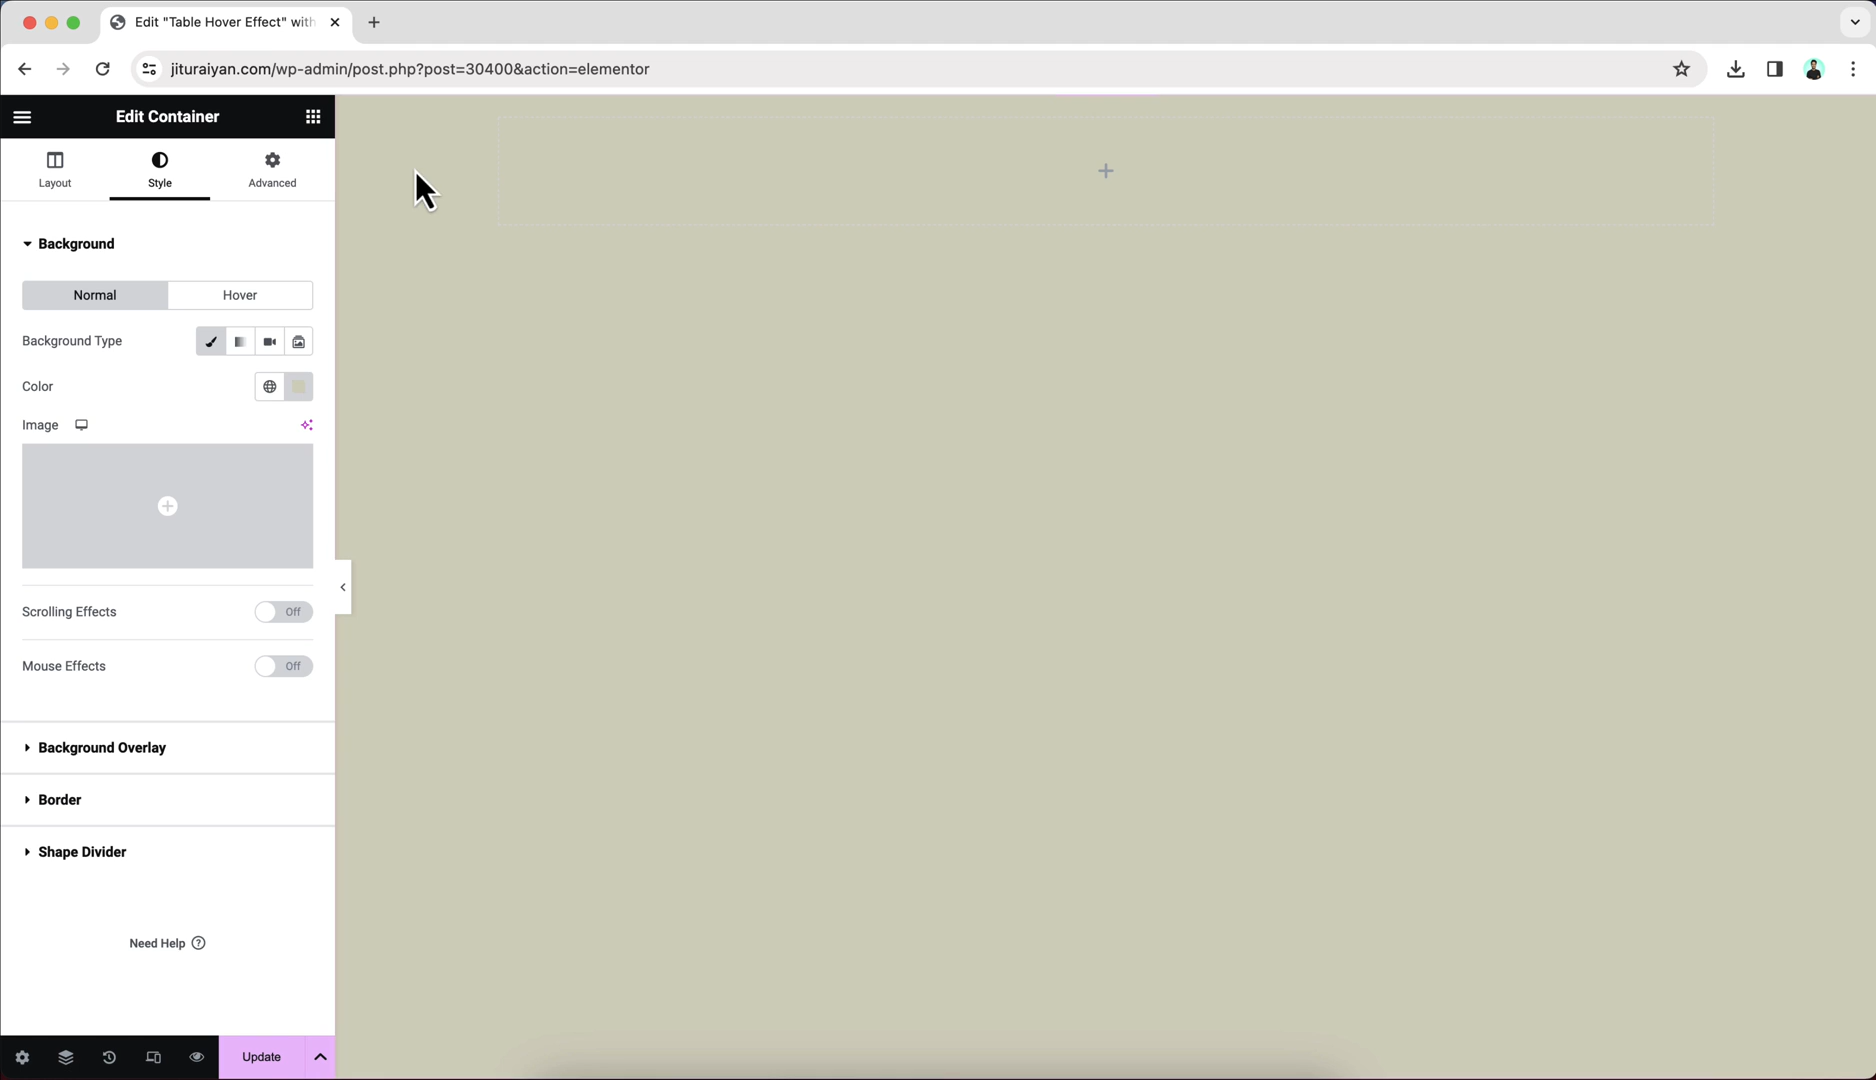 Edit "Table Hover Effect" with
jituraiyan.com/wp-admin/post.php?post=30400&action=elementor
Edit Container
Layout
Style
Advanced
Background
Normal
Hover
Background Type
Color
Image
Scrolling Effects
Off
Mouse Effects
Off
Background Overlay
Border
Shape Divider
Need Help
Update